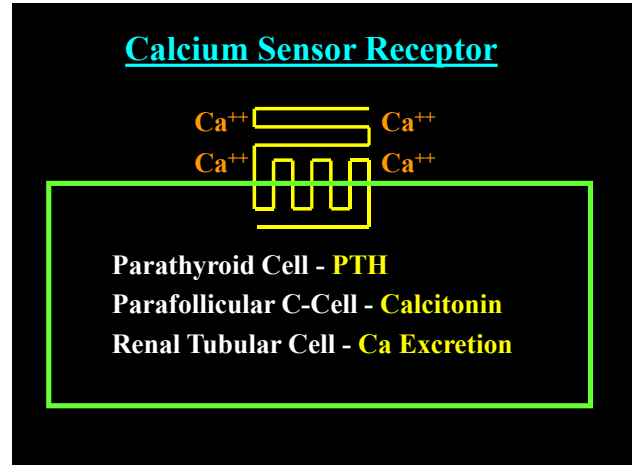 Calcium Sensor Receptor
Ca⁺⁺ Ca⁺⁺
Ca⁺⁺ Ca⁺⁺
Parathyroid Cell - PTH
Parafollicular C-Cell - Calcitonin
Renal Tubular Cell - Ca Excretion